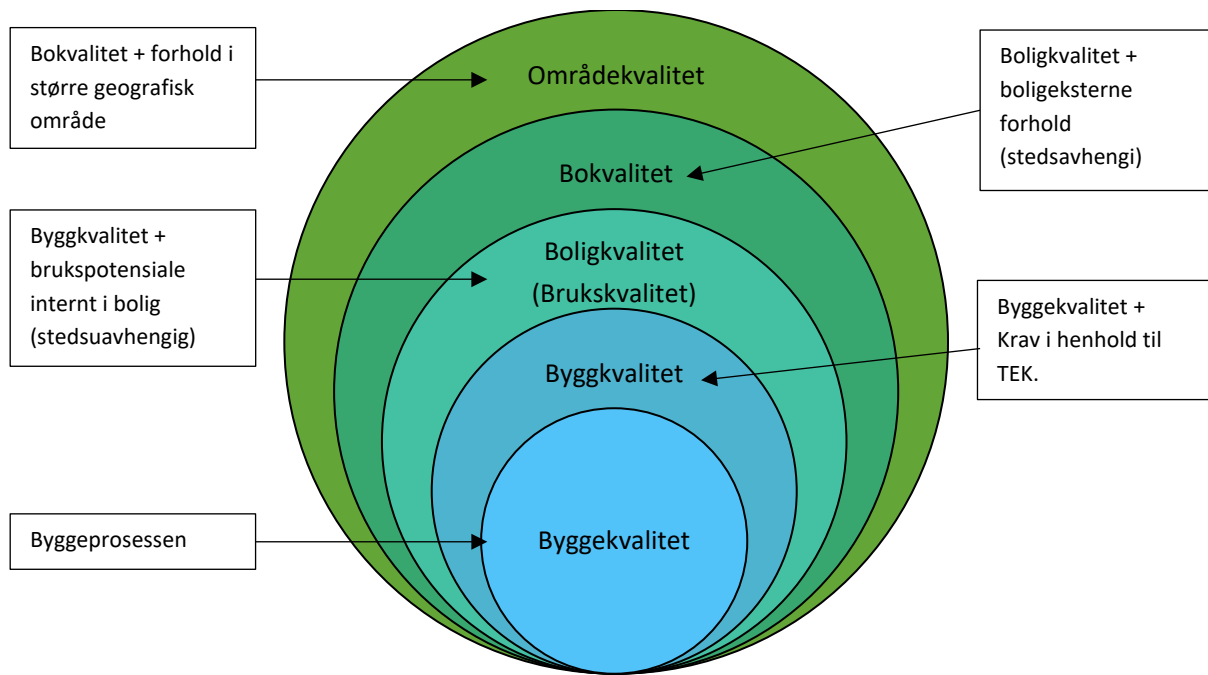 Bokvalitet + forhold i
større geografisk
område
Områdekvalitet
Boligkvalitet +
boligeksterne
forhold
(stedsavhengi)
Bokvalitet
Byggkvalitet +
brukspotensiale
internt i bolig
(stedsuavhengig)
Boligkvalitet
(Brukskvalitet)
Byggekvalitet +
Krav i henhold til
TEK.
Byggkvalitet
Byggeprosessen
Byggekvalitet